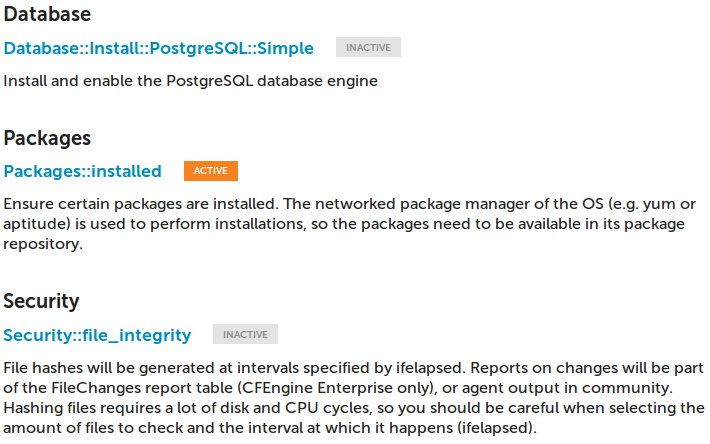 Database
Database::Install::PostgreSQL::Simple INACTIVE
Install and enable the PostgreSQL database engine
Packages
Packages::installed ACTIVE
Ensure certain packages are installed. The networked package manager of the OS (e.g. yum or
aptitude) is used to perform installations, so the packages need to be available in its package
repository.
Security
Security::file_integrity INACTIVE
File hashes will be generated at intervals specified by ifelapsed. Reports on changes will be part
of the FileChanges report table (CFEngine Enterprise only), or agent output in community.
Hashing files requires a lot of disk and CPU cycles, so you should be careful when selecting the
amount of files to check and the interval at which it happens (ifelapsed).